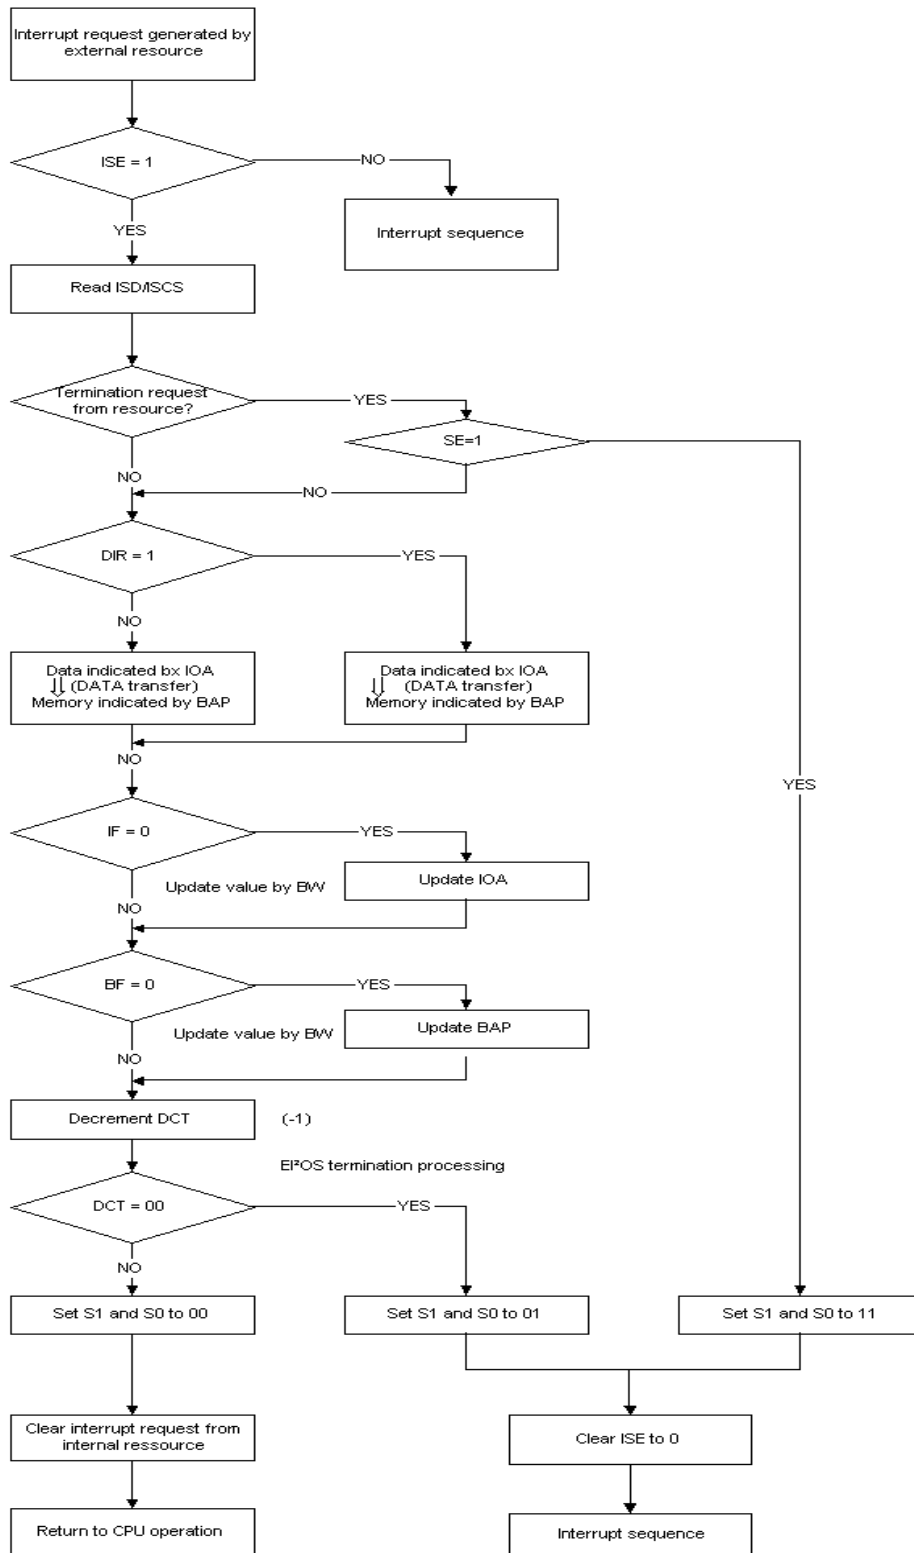 Interrupt request generated by
external resource
ISE = 1
NO
Interrupt sequence
YES
Read ISD/ISCS
Termination request
from resource?
YES
SE=1
NO
NO
DIR = 1
YES
NO
Data indicated bx IOA
⇓ (DATA transfer)
Memory indicated by BAP
Data indicated bx IOA
⇓ (DATA transfer)
Memory indicated by BAP
NO
YES
IF = 0
YES
Update IOA
Update value by BW
NO
BF = 0
YES
Update BAP
Update value by BW
NO
Decrement DCT
(-1)
EI²OS termination processing
DCT = 00
YES
NO
Set S1 and S0 to 00
Set S1 and S0 to 01
Set S1 and S0 to 11
Clear interrupt request from
internal ressource
Clear ISE to 0
Return to CPU operation
Interrupt sequence